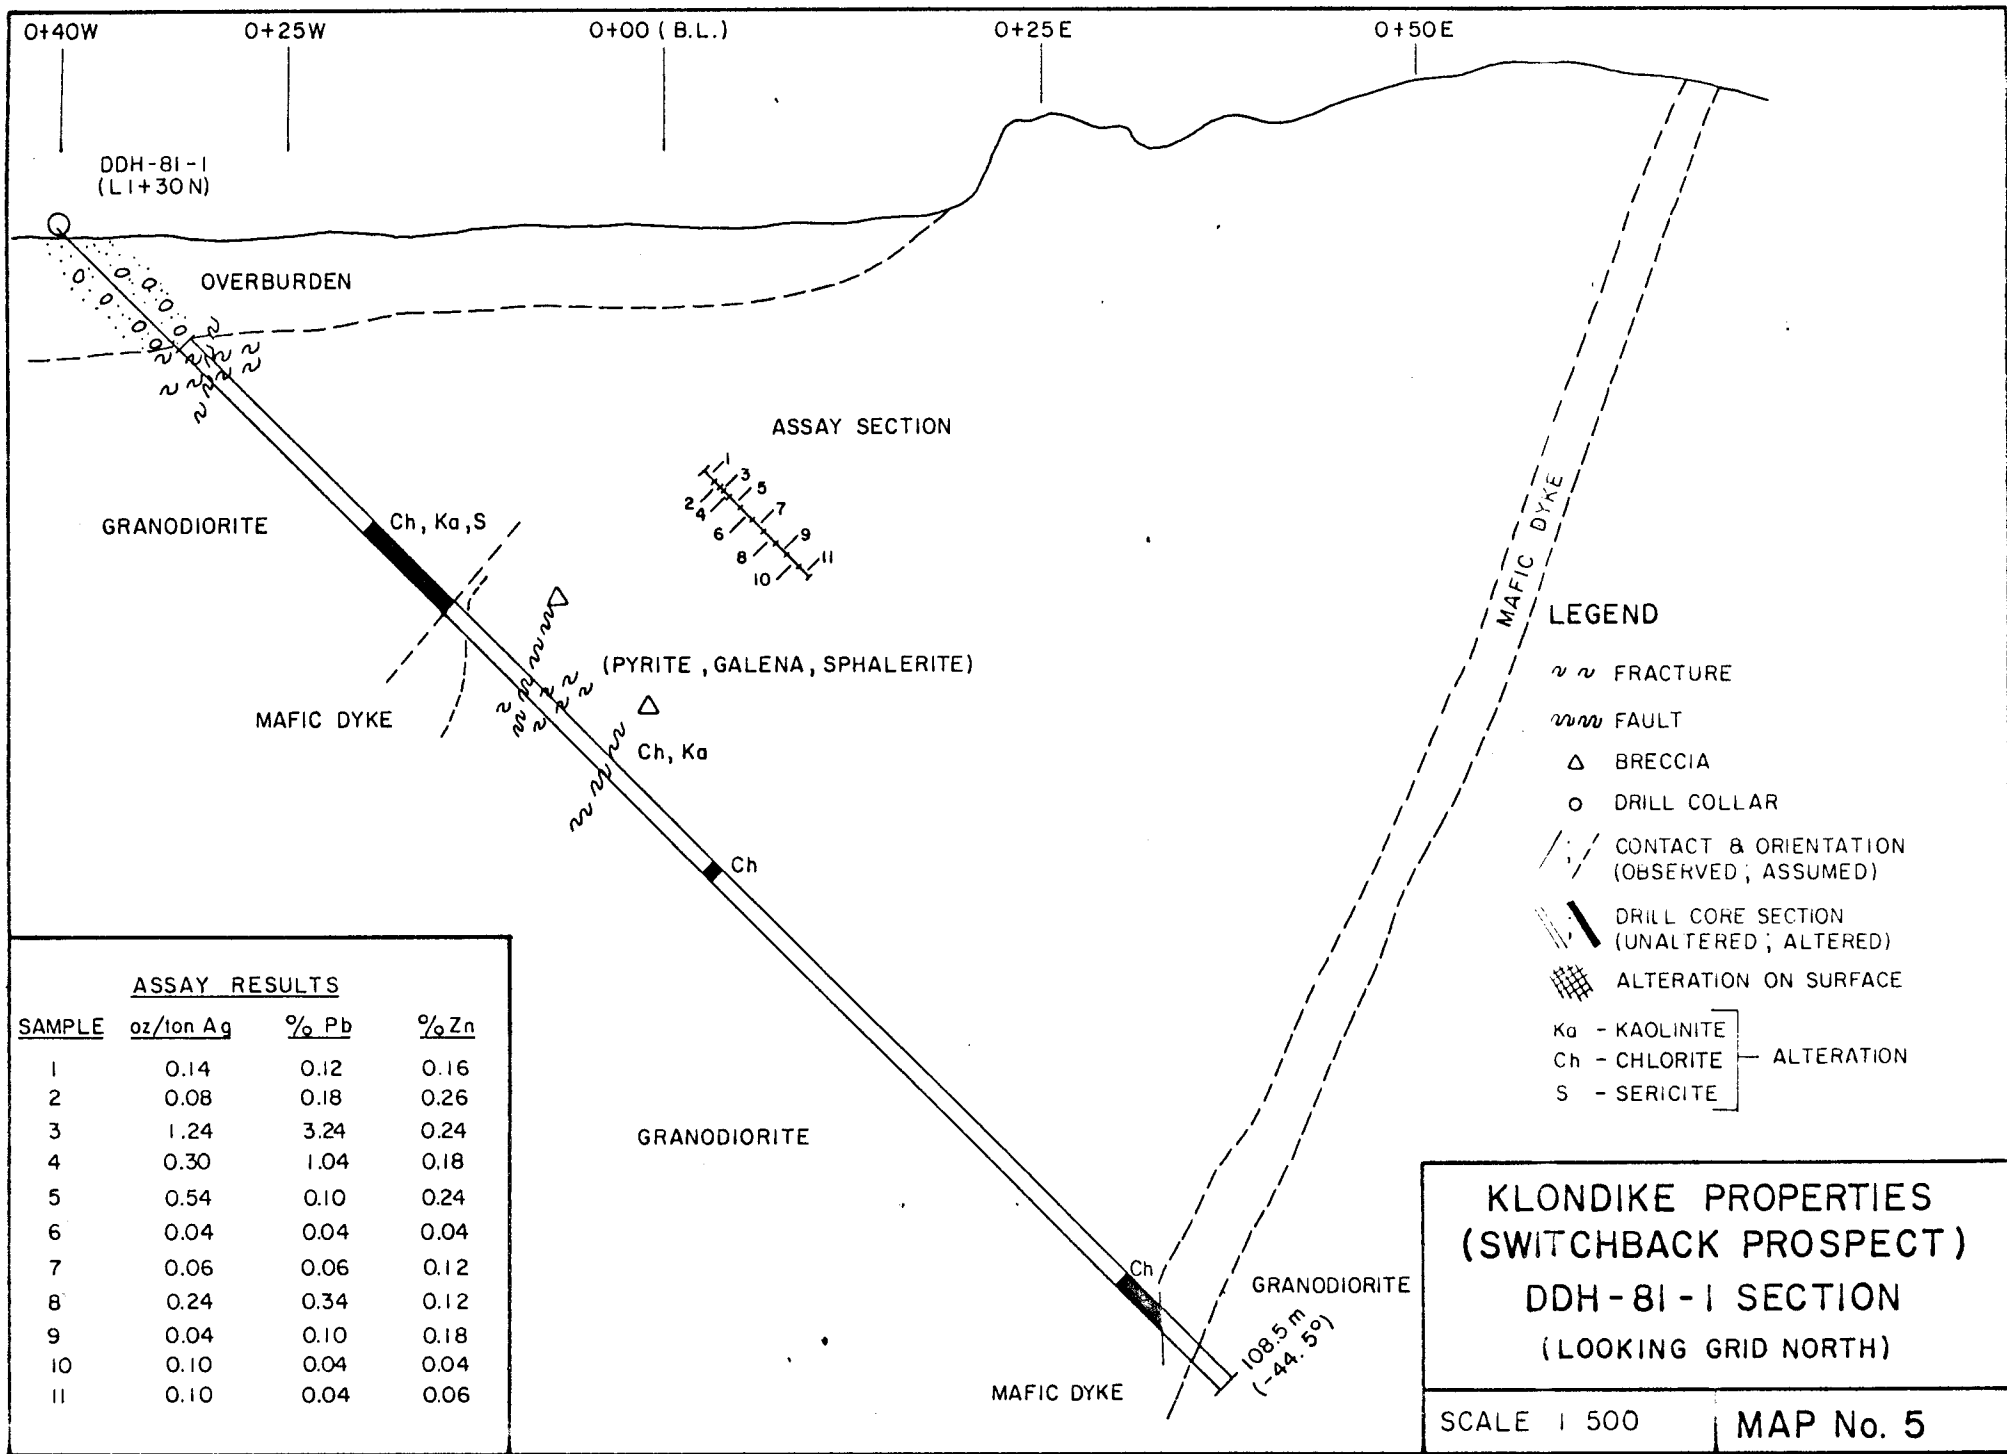 0+40W 0+25W 0+00 (B.L.) 0+25E 0+50E
DDH-81-1
(L1+30N)
OVERBURDEN
ASSAY SECTION
1
2
3
4
5
6
7
8
9
10
11
GRANODIORITE
Ch, Ka, S
MAFIC DYKE
(PYRITE, GALENA, SPHALERITE)
MAFIC DYKE
Ch, Ka
Ch
GRANODIORITE
Ch
GRANODIORITE
108.5 m
(-44.5°)
MAFIC DYKE
LEGEND
FRACTURE
FAULT
BRECCIA
DRILL COLLAR
CONTACT & ORIENTATION
(OBSERVED; ASSUMED)
DRILL CORE SECTION
(UNALTERED; ALTERED)
ALTERATION ON SURFACE
Ka - KAOLINITE
Ch - CHLORITE
S - SERICITE
ALTERATION
ASSAY RESULTS
SAMPLE oz/ton Ag % Pb % Zn
1 0.14 0.12 0.16
2 0.08 0.18 0.26
3 1.24 3.24 0.24
4 0.30 1.04 0.18
5 0.54 0.10 0.24
6 0.04 0.04 0.04
7 0.06 0.06 0.12
8 0.24 0.34 0.12
9 0.04 0.10 0.18
10 0.10 0.04 0.04
11 0.10 0.04 0.06
KLONDIKE PROPERTIES
(SWITCHBACK PROSPECT)
DDH-81-1 SECTION
(LOOKING GRID NORTH)
SCALE 1 500
MAP No. 5